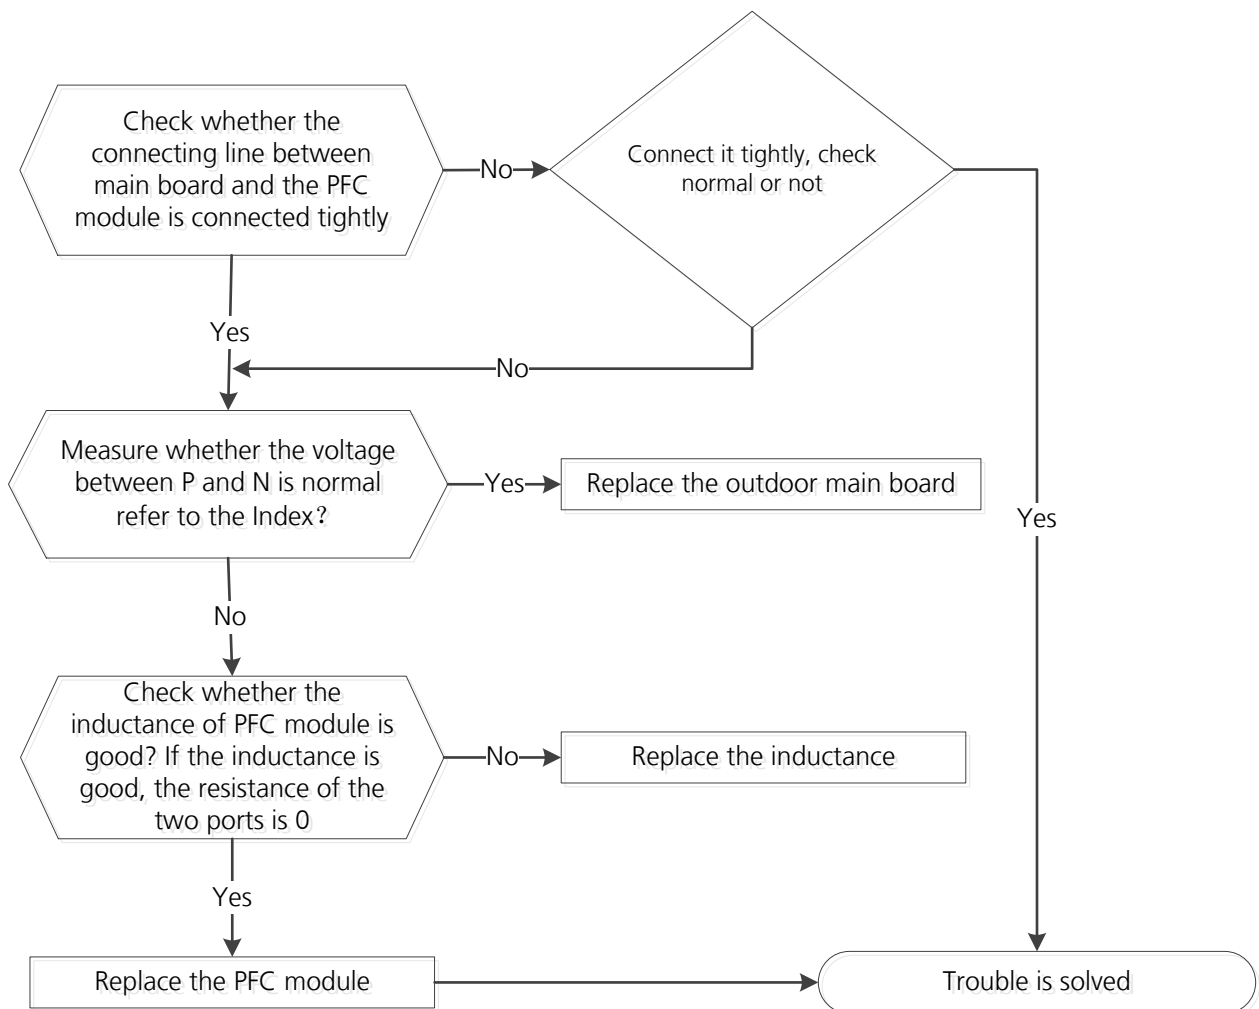 Check whether the
connecting line between
main board and the PFC
module is connected tightly
No
Connect it tightly, check
normal or not
Yes
No
Measure whether the voltage
between P and N is normal
refer to the Index?
Yes
Replace the outdoor main board
Yes
No
Check whether the
inductance of PFC module is
good? If the inductance is
good, the resistance of the
two ports is 0
No
Replace the inductance
Yes
Replace the PFC module
Trouble is solved